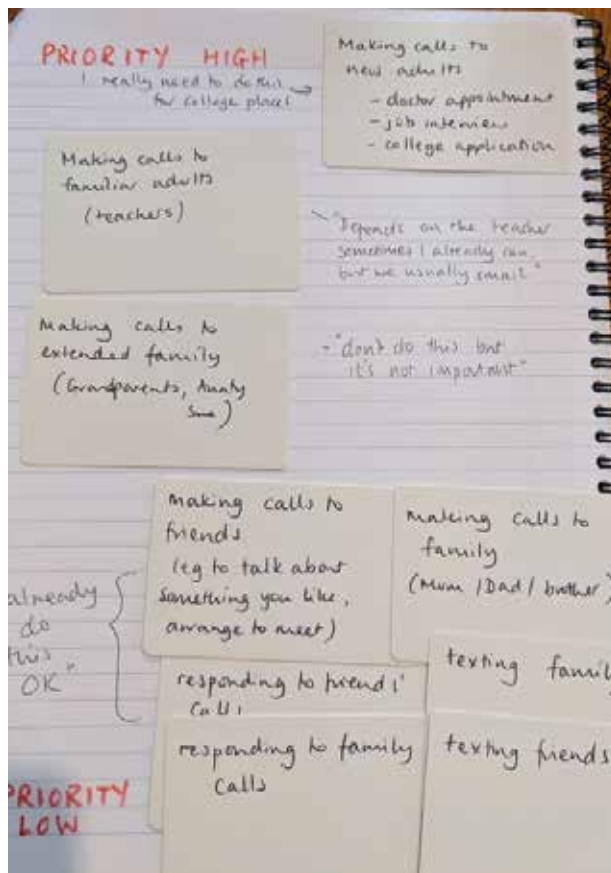 PRIORITY HIGH
I really need to do this
for college place!
Making calls to
new adults
- doctor appointment
- job interview
- college application
Making calls to
familiar adults
(teachers)
"Depends on the teacher
sometimes I already can
but we usually email"
Making calls to
extended family
(Grandparents, Aunty
"don't do this but
it's not important"
making calls to
friends
(eg to talk about
something you like,
arrange to meet)
making calls to
family
(Mum / Dad / brother)
already
do
this
OK"
responding to friends'
calls
texting famil
responding to family
calls
texting friends
PRIORITY
LOW